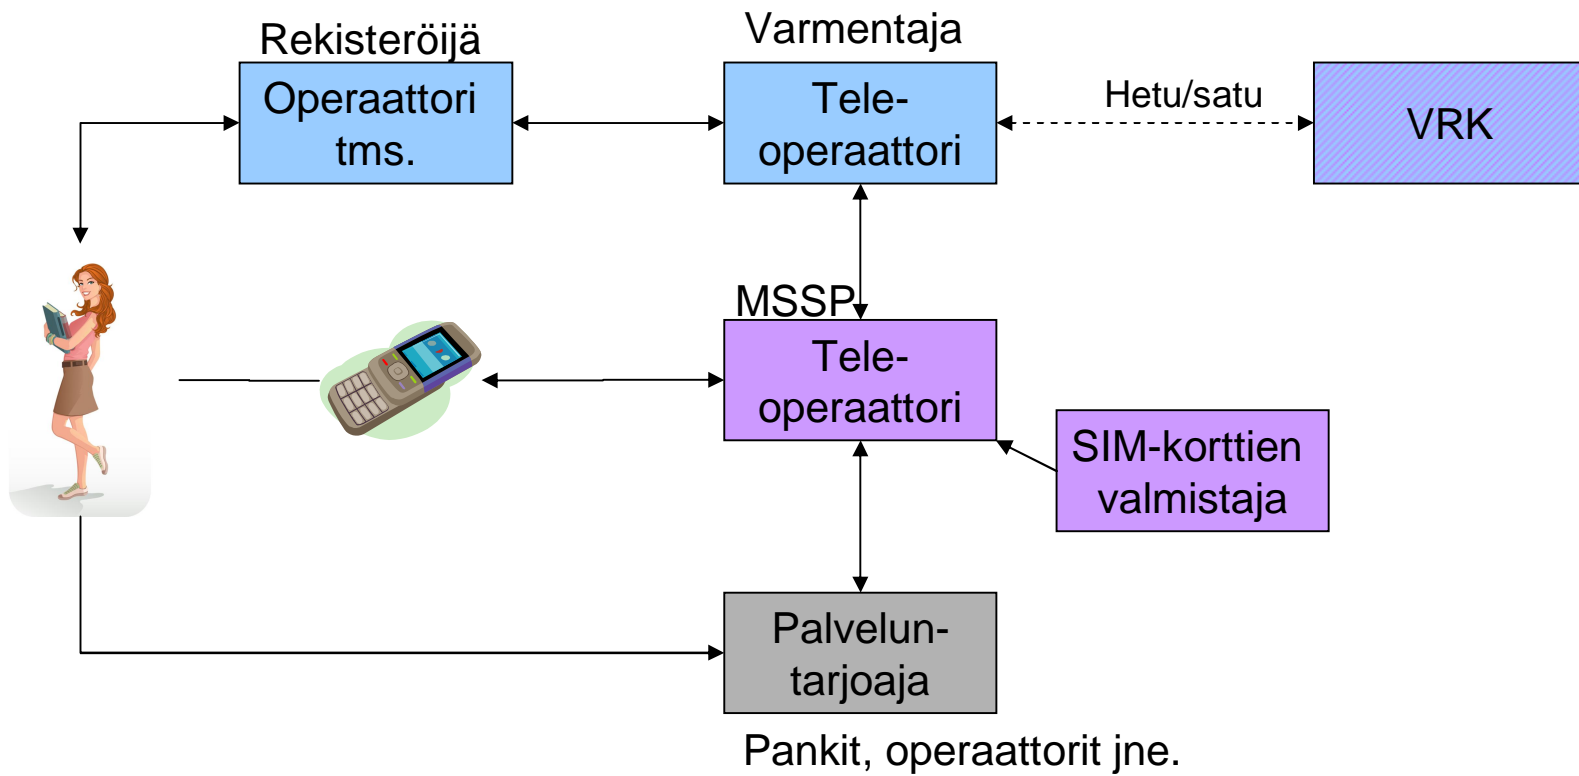 Rekisteröijä
Operaattori
tms.
Varmentaja
Tele-
operaattori
Hetu/satu
VRK
MSSP
Tele-
operaattori
SIM-korttien
valmistaja
Palvelun-
tarjoaja
Pankit, operaattorit jne.